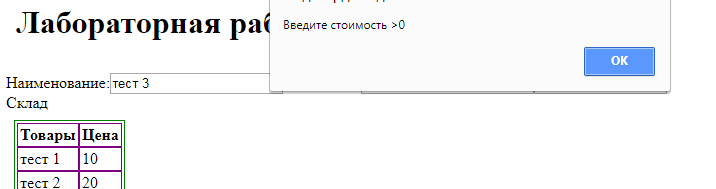 Лабораторная раб
Введите стоимость >0
OK
Наименование: тест 3
Склад
Товары Цена
тест 1 10
тест 2 20